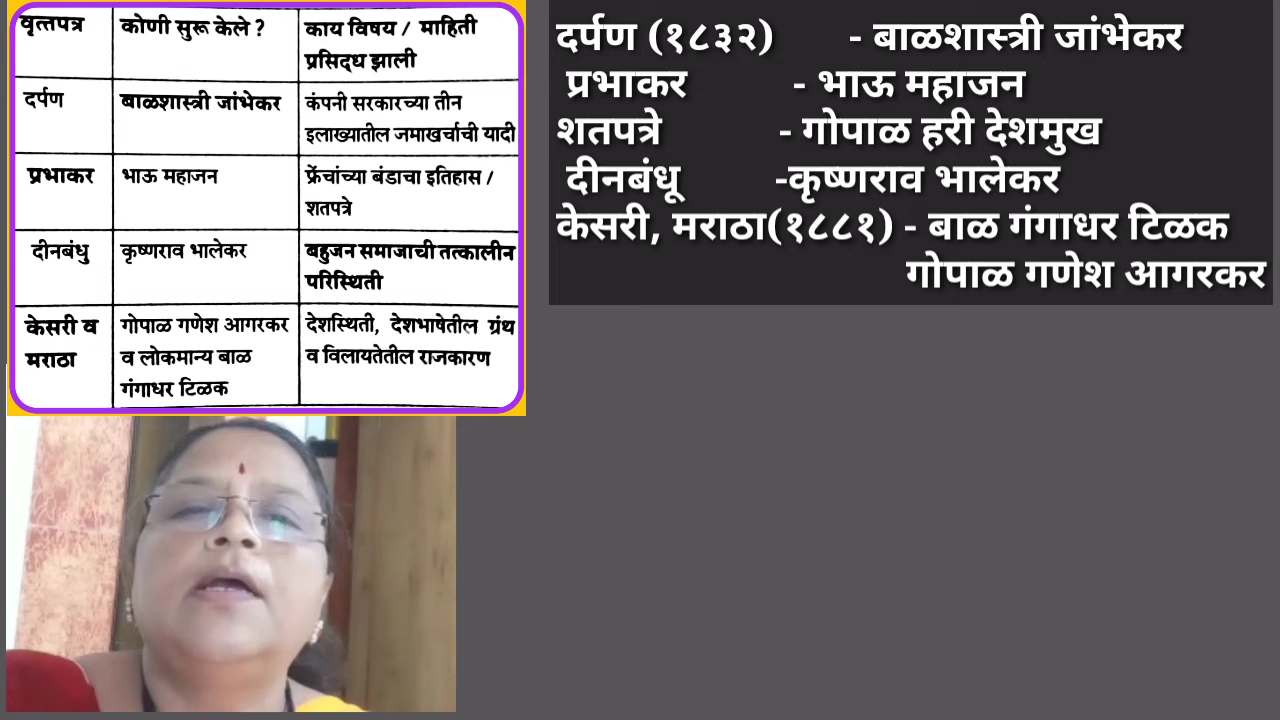 वृत्तपत्र कोणी सुरू केले ? काय विषय / माहिती
प्रसिद्ध झाली
दर्पण बाळशास्त्री जांभेकर कंपनी सरकारच्या तीन
इलाख्यातील जमाखर्चाची यादी
प्रभाकर भाऊ महाजन फ्रेंचांच्या बंडाचा इतिहास /
शतपत्रे
दीनबंधु कृष्णराव भालेकर बहुजन समाजाची तत्कालीन
परिस्थिती
केसरी व गोपाळ गणेश आगरकर देशस्थिती, देशभाषेतील ग्रंथ
मराठा व लोकमान्य बाळ व विलायतेतील राजकारण
गंगाधर टिळक
दर्पण (१८३२) - बाळशास्त्री जांभेकर
प्रभाकर - भाऊ महाजन
शतपत्रे - गोपाळ हरी देशमुख
दीनबंधू -कृष्णराव भालेकर
केसरी, मराठा(१८८१) - बाळ गंगाधर टिळक
गोपाळ गणेश आगरकर